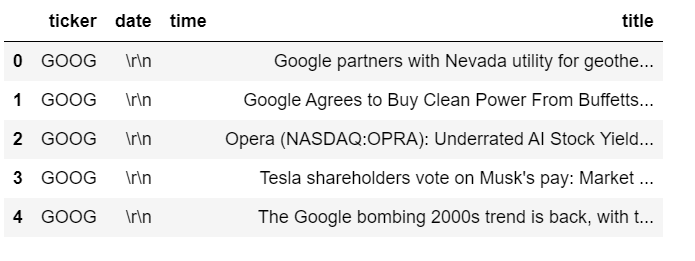 ticker date time title
0 GOOG \r\n Google partners with Nevada utility for geothe...
1 GOOG \r\n Google Agrees to Buy Clean Power From Buffetts...
2 GOOG \r\n Opera (NASDAQ:OPRA): Underrated AI Stock Yield...
3 GOOG \r\n Tesla shareholders vote on Musk's pay: Market ...
4 GOOG \r\n The Google bombing 2000s trend is back, with t...